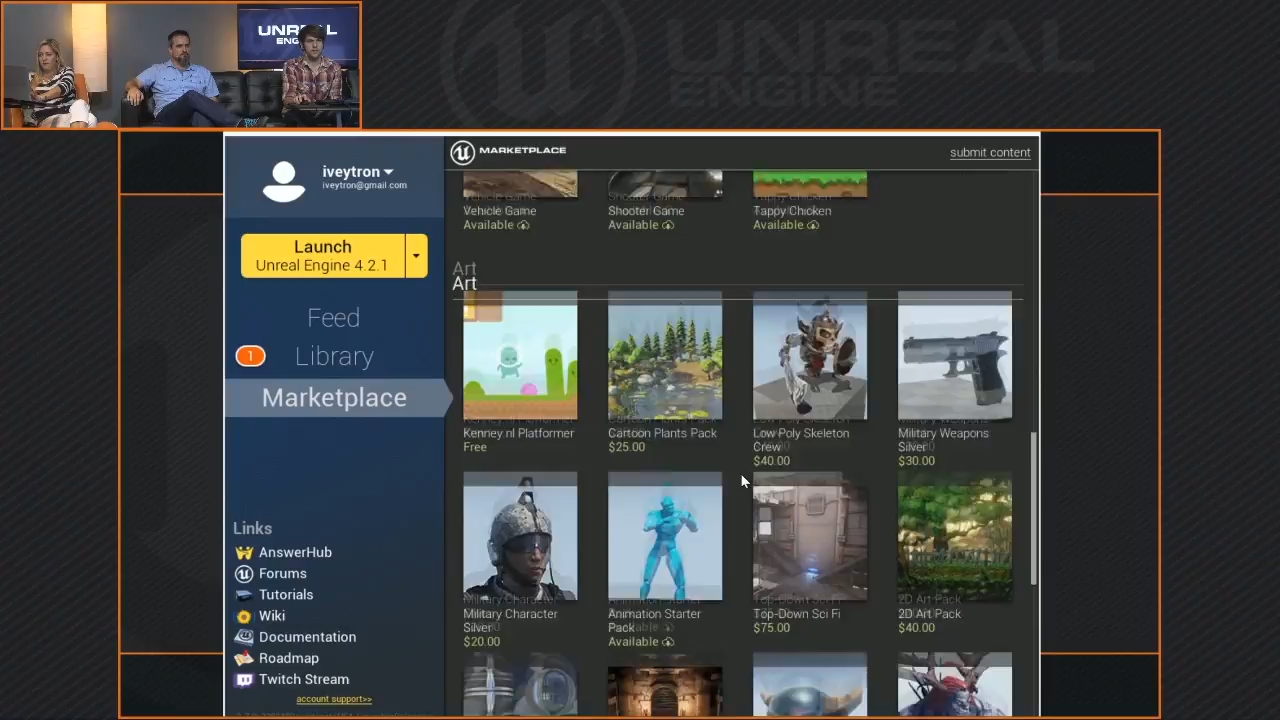 UNREAL
ENGINE
UNREAL
ENGINE
iveytron
iveytron@gmail.com
Launch
Unreal Engine 4.2.1
Feed
1
Library
Marketplace
Links
AnswerHub
Forums
Tutorials
Wiki
Documentation
Roadmap
Twitch Stream
account support>>
MARKETPLACE
submit content
Vehicle Game
Available
Shooter Game
Available
Tappy Chicken
Available
Art
Art
Kenney nl Platformer
Free
Cartoon Plants Pack
$25.00
Low Poly Skeleton
Crew
$40.00
Military Weapons
Silver
$30.00
Military Character
Silver
$20.00
Animation Starter
Pack
Available
Top-Down Sci Fi
$75.00
2D Art Pack
$40.00